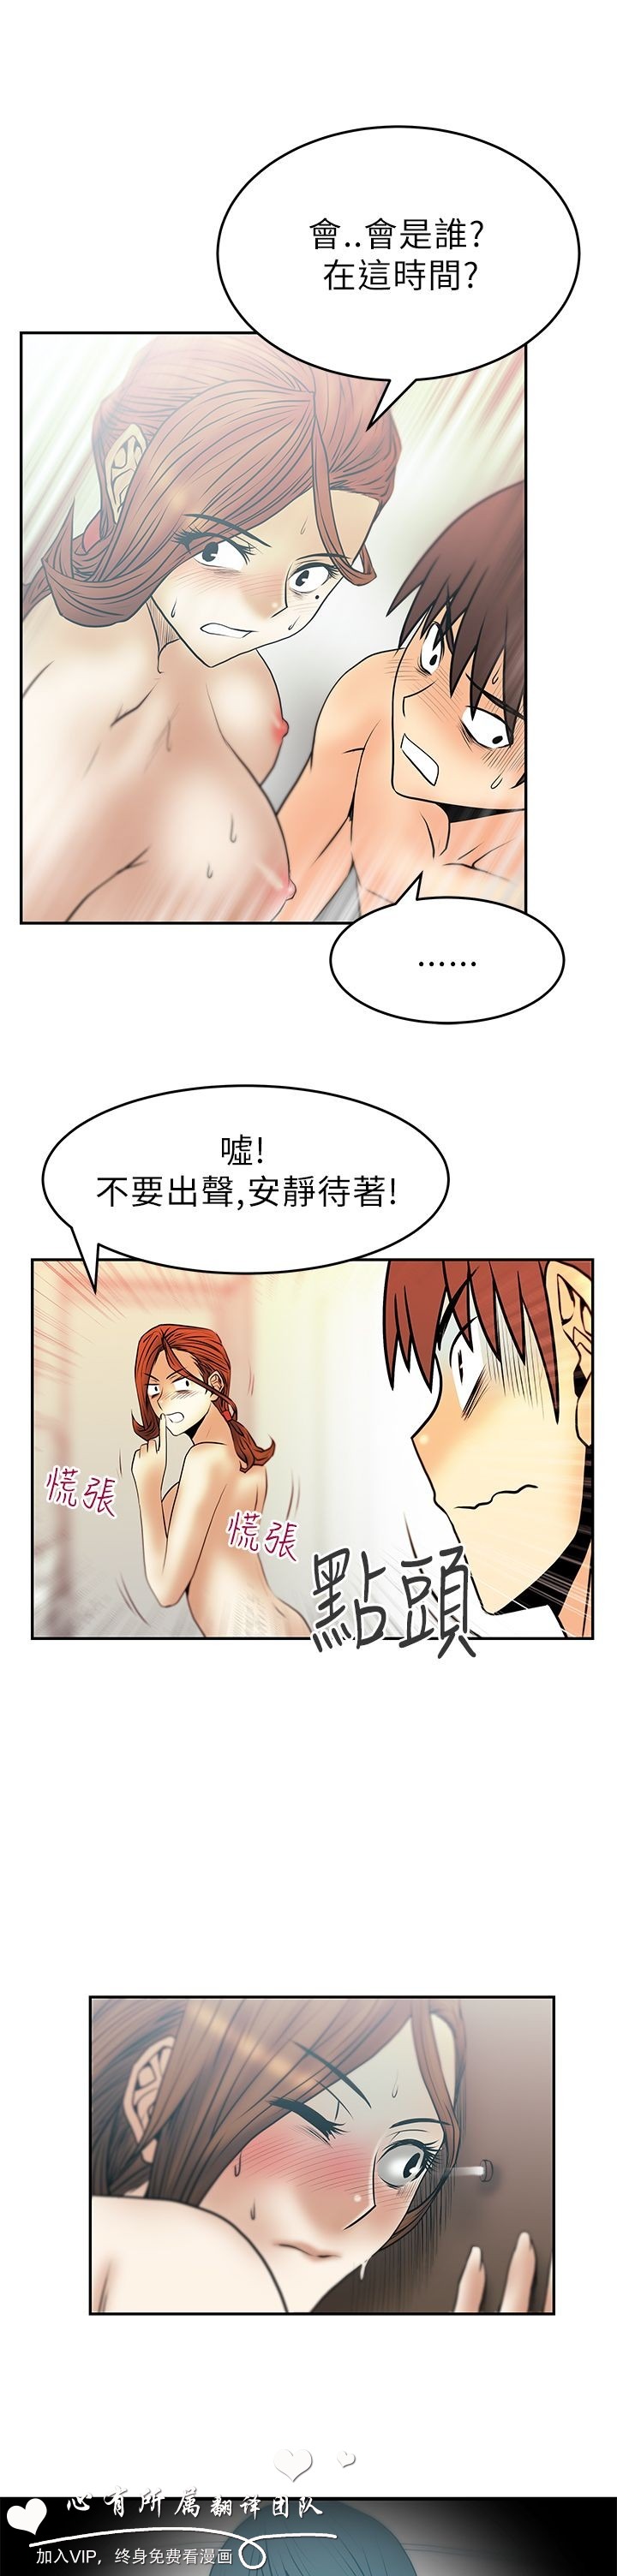 會..會是誰?
在這時間?
......
噓!
不要出聲,安靜待著!
慌張
慌張
點頭
心有所属翻译团队
加入VIP，终身免费看漫画